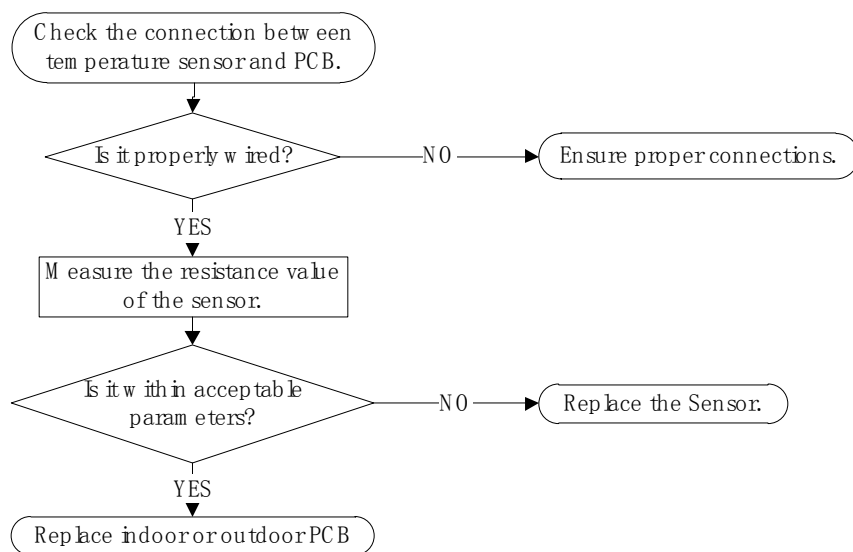 Check the connection between
temperature sensor and PCB.
Is it properly wired?
NO
Ensure proper connections.
YES
Measure the resistance value
of the sensor.
Is it within acceptable
parameters?
NO
Replace the Sensor.
YES
Replace indoor or outdoor PCB